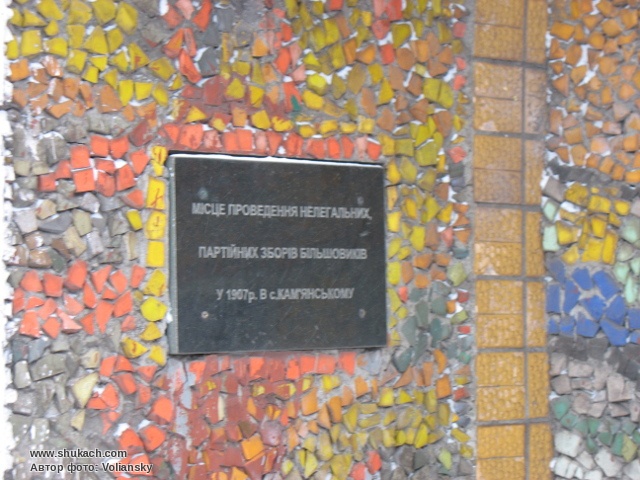 МІСЦЕ ПРОВЕДЕННЯ НЕЛЕГАЛЬНИХ
ПАРТІЙНИХ ЗБОРІВ БІЛЬШОВИКІВ
У 1907р. В с.КАМ'ЯНСЬКОМУ
www.shukach.com
Автор фото: Voliansky